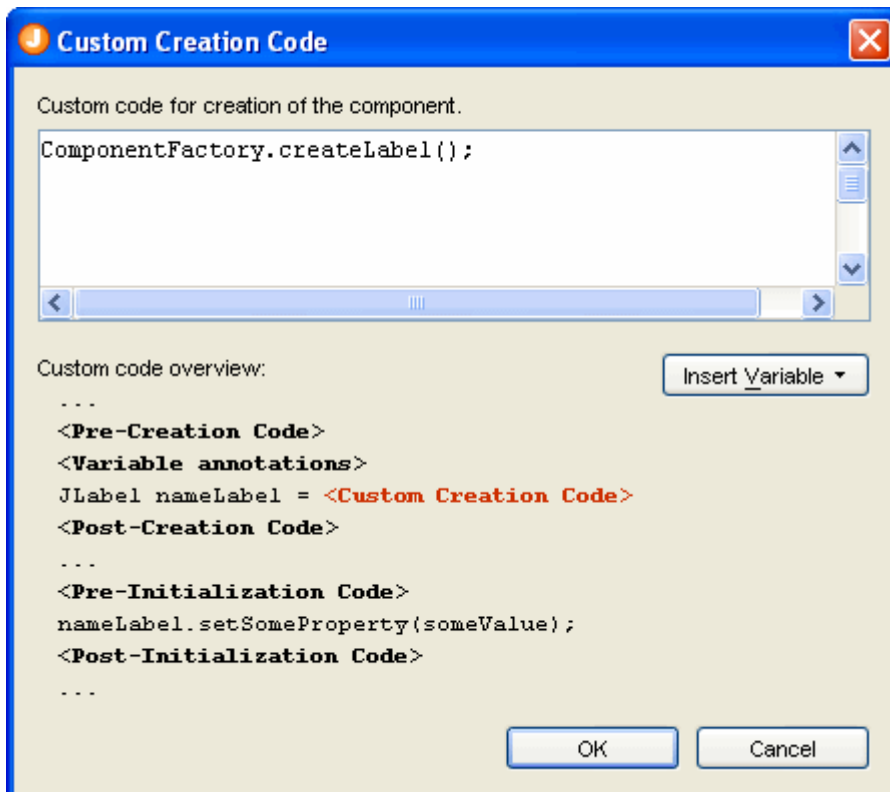 Custom Creation Code
Custom code for creation of the component.
ComponentFactory.createLabel();
Custom code overview:
Insert Variable
...
<Pre-Creation Code>
<Variable annotations>
JLabel nameLabel = <Custom Creation Code>
<Post-Creation Code>
...
<Pre-Initialization Code>
nameLabel.setSomeProperty(someValue);
<Post-Initialization Code>
...
OK
Cancel